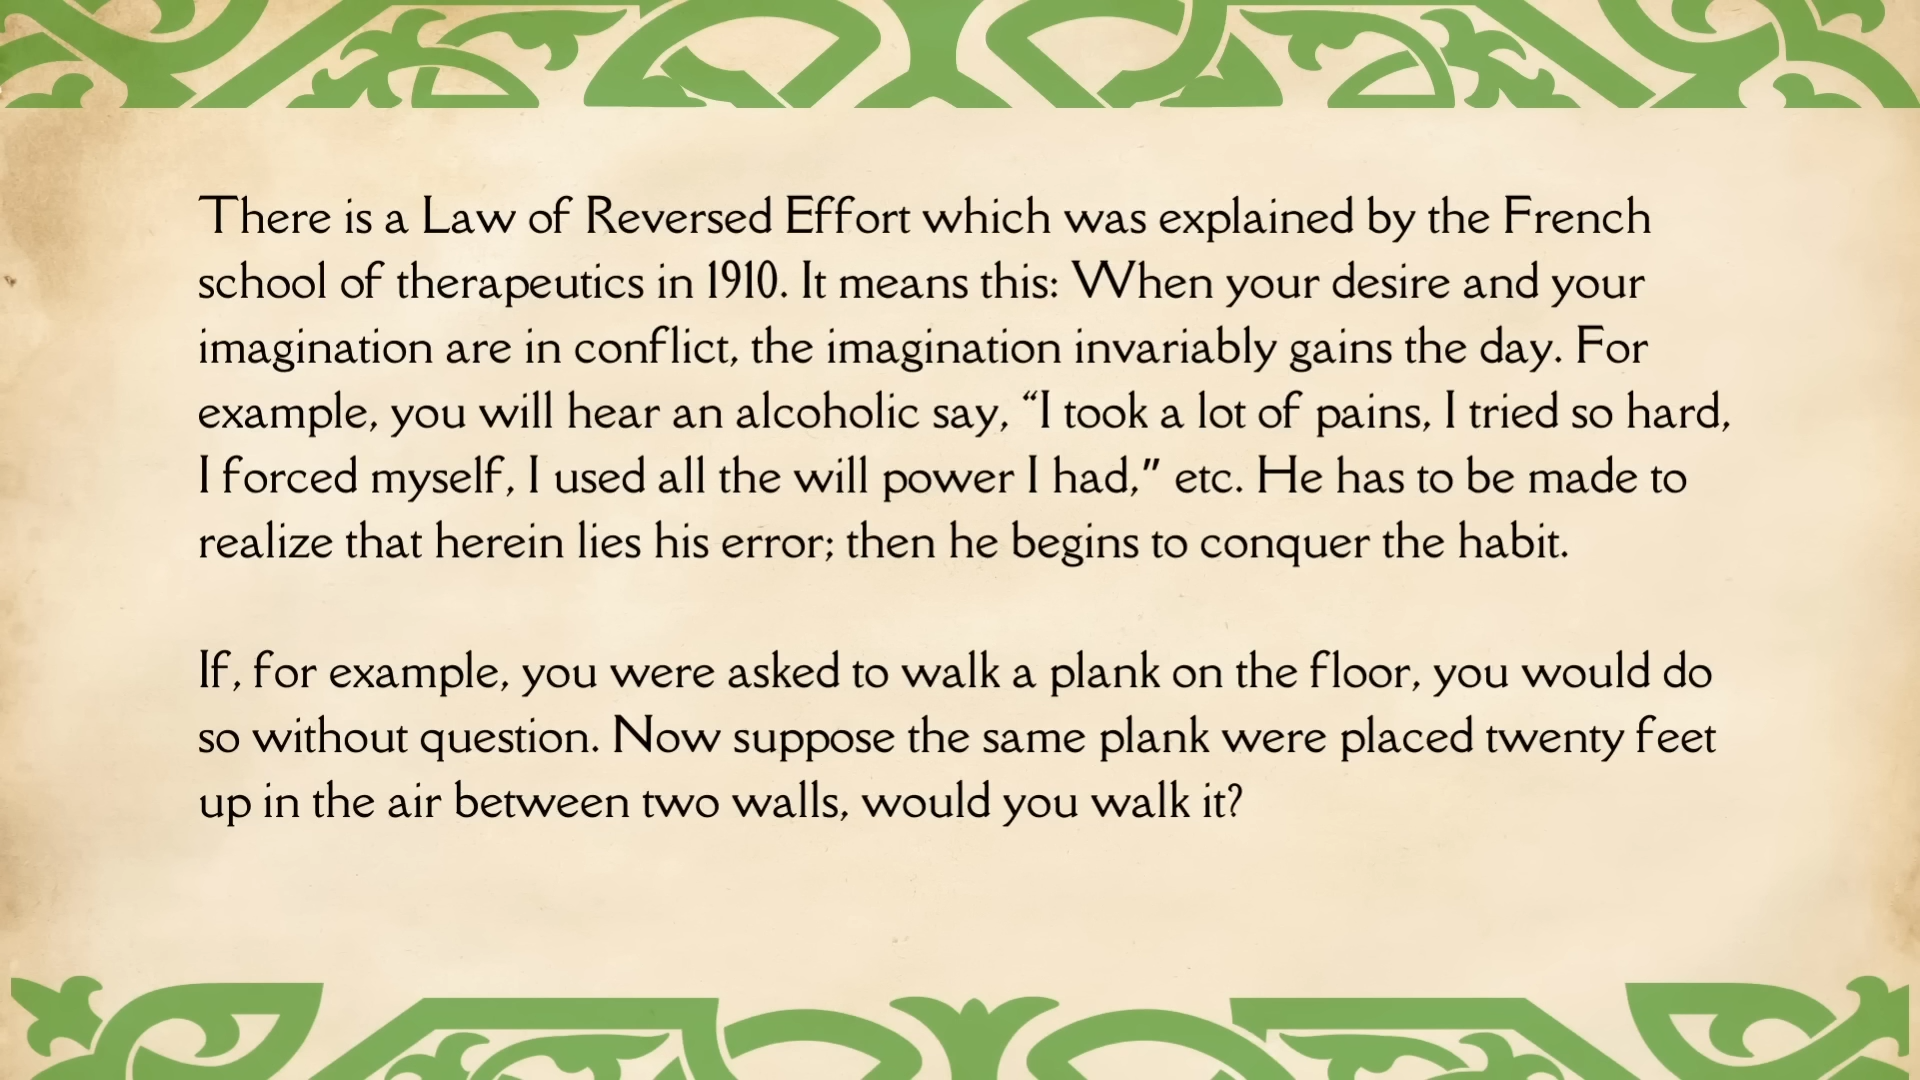 There is a Law of Reversed Effort which was explained by the French
school of therapeutics in 1910. It means this: When your desire and your
imagination are in conflict, the imagination invariably gains the day. For
example, you will hear an alcoholic say, “I took a lot of pains, I tried so hard,
I forced myself, I used all the will power I had,” etc. He has to be made to
realize that herein lies his error; then he begins to conquer the habit.
If, for example, you were asked to walk a plank on the floor, you would do
so without question. Now suppose the same plank were placed twenty feet
up in the air between two walls, would you walk it?